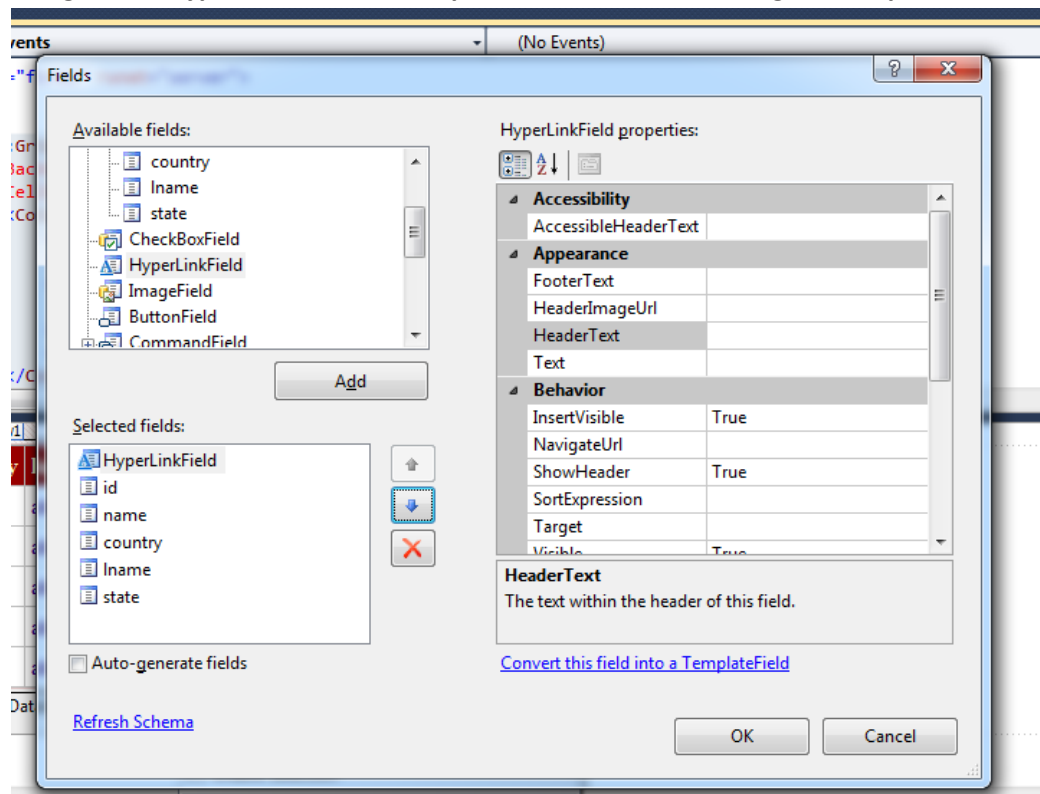 vents
(No Events)
Fields
Available fields:
country
lname
state
CheckBoxField
HyperLinkField
ImageField
ButtonField
CommandField
Add
Selected fields:
HyperLinkField
id
name
country
lname
state
Auto-generate fields
Refresh Schema
HyperLinkField properties:
Accessibility
AccessibleHeaderText
Appearance
FooterText
HeaderImageUrl
HeaderText
Text
Behavior
InsertVisible True
NavigateUrl
ShowHeader True
SortExpression
Target
Visible True
HeaderText
The text within the header of this field.
Convert this field into a TemplateField
OK Cancel